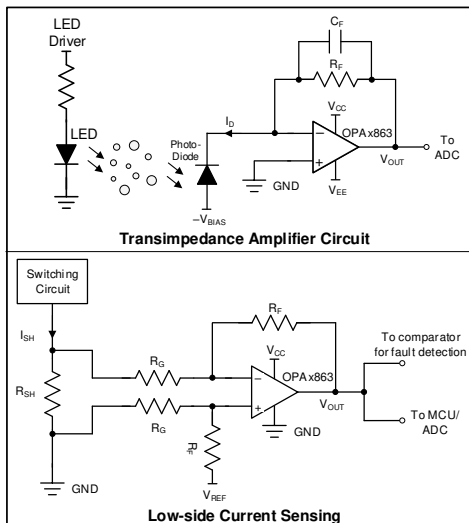 LED
Driver
LED
Photo-
Diode
I_D
–V_BIAS
GND
C_F
R_F
V_CC
OPAx863
V_EE
V_OUT
To
ADC
Transimpedance Amplifier Circuit
Switching
Circuit
I_SH
R_SH
GND
R_G
R_G
R_F
V_CC
OPAx863
GND
V_OUT
R_F
V_REF
To comparator
for fault detection
To MCU/
ADC
Low-side Current Sensing